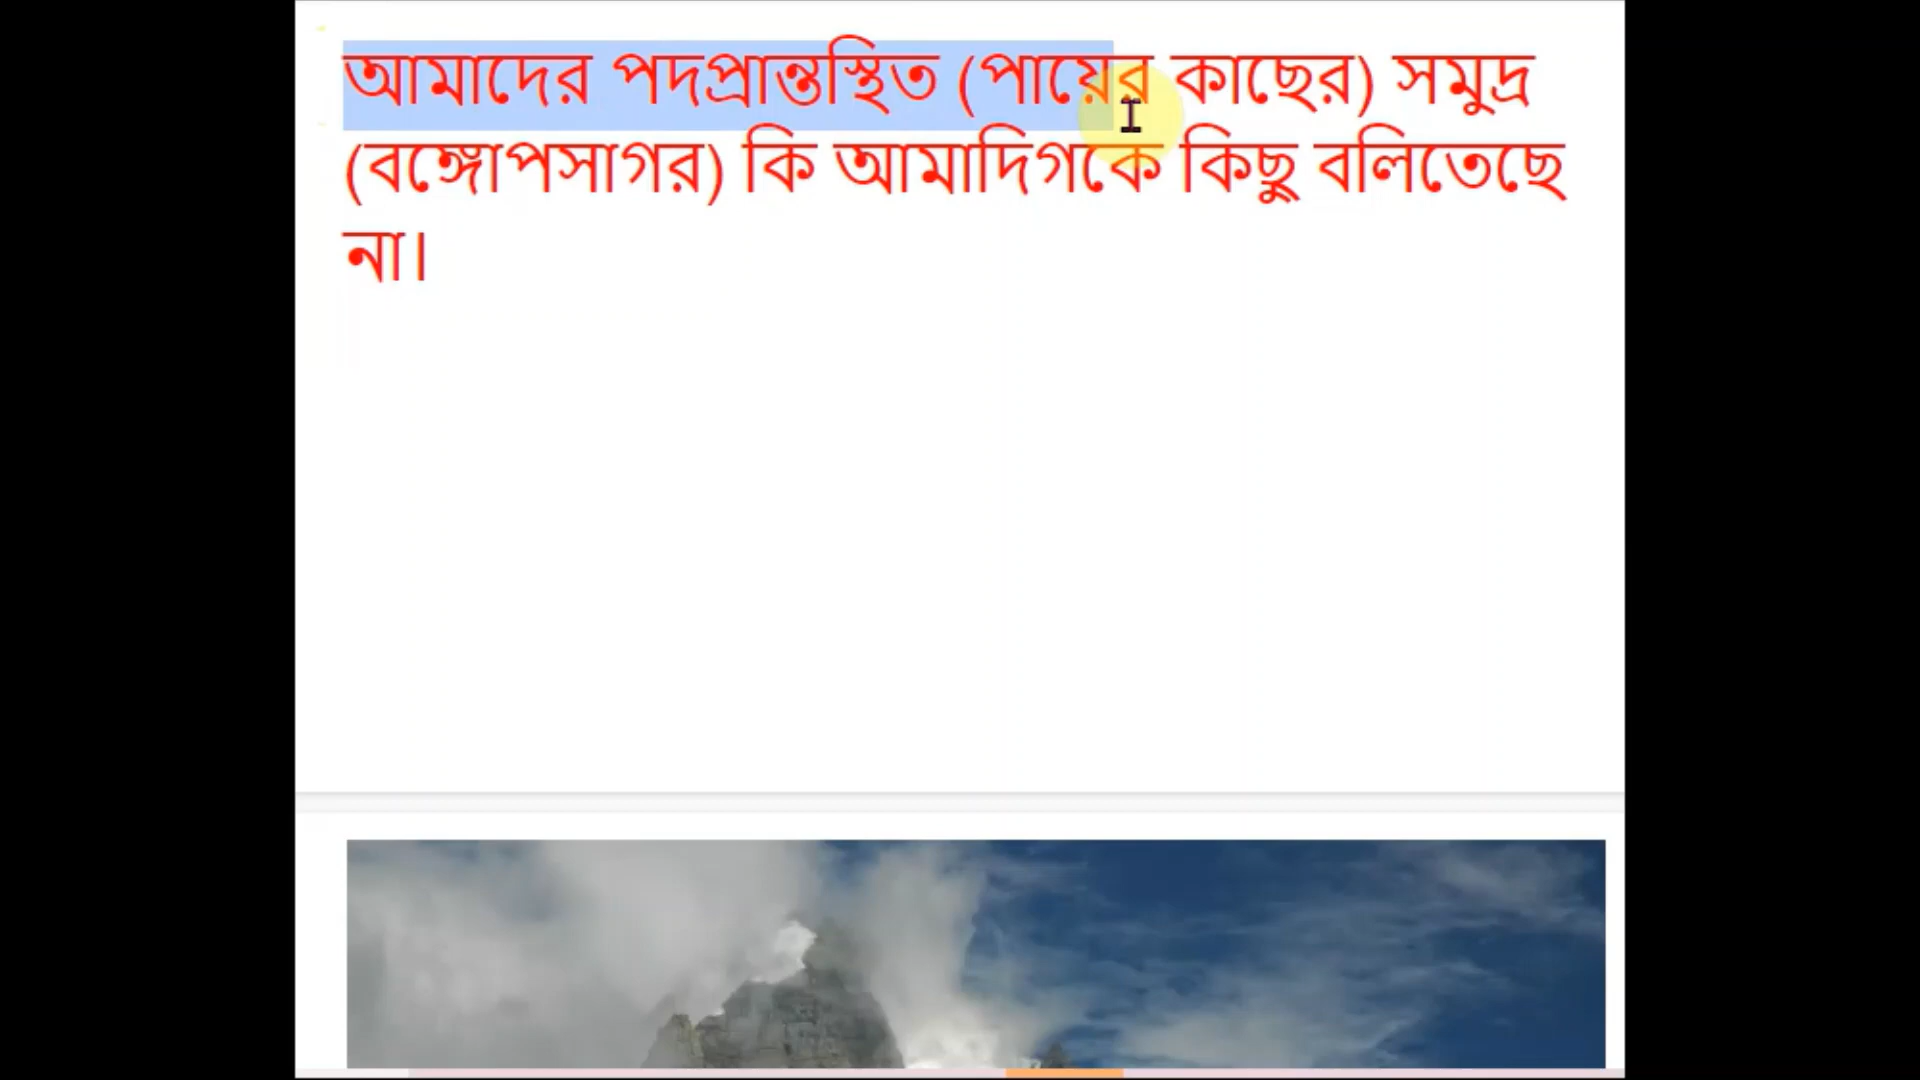 আমাদের পদপ্রান্তস্থিত (পায়ের কাছের) সমুদ্র
(বঙ্গোপসাগর) কি আমাদিগকে কিছু বলিতেছে
না।